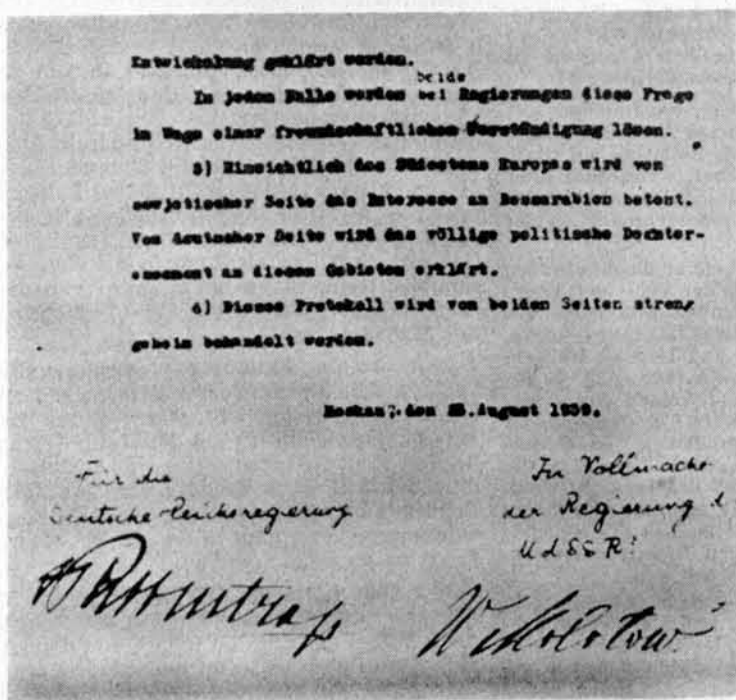 Entwickelung geklärt werden.
beide
In jedem Falle werden bei Regierungen diese Frage
im Wege einer freundschaftlichen Verständigung lösen.
3) Hinsichtlich des Südostens Europas wird von
sowjetischer Seite das Interesse an Bessarabien betont.
Von deutscher Seite wird das völlige politische Desinter-
essement an diesen Gebieten erklärt.
4) Dieses Protokoll wird von beiden Seiten streng
geheim behandelt werden.
Moskau, den 23. August 1939.
Für die
Deutsche Reichsregierung
In Vollmacht
der Regierung d
UdSSR:
Ribbentrop
W. Molotow